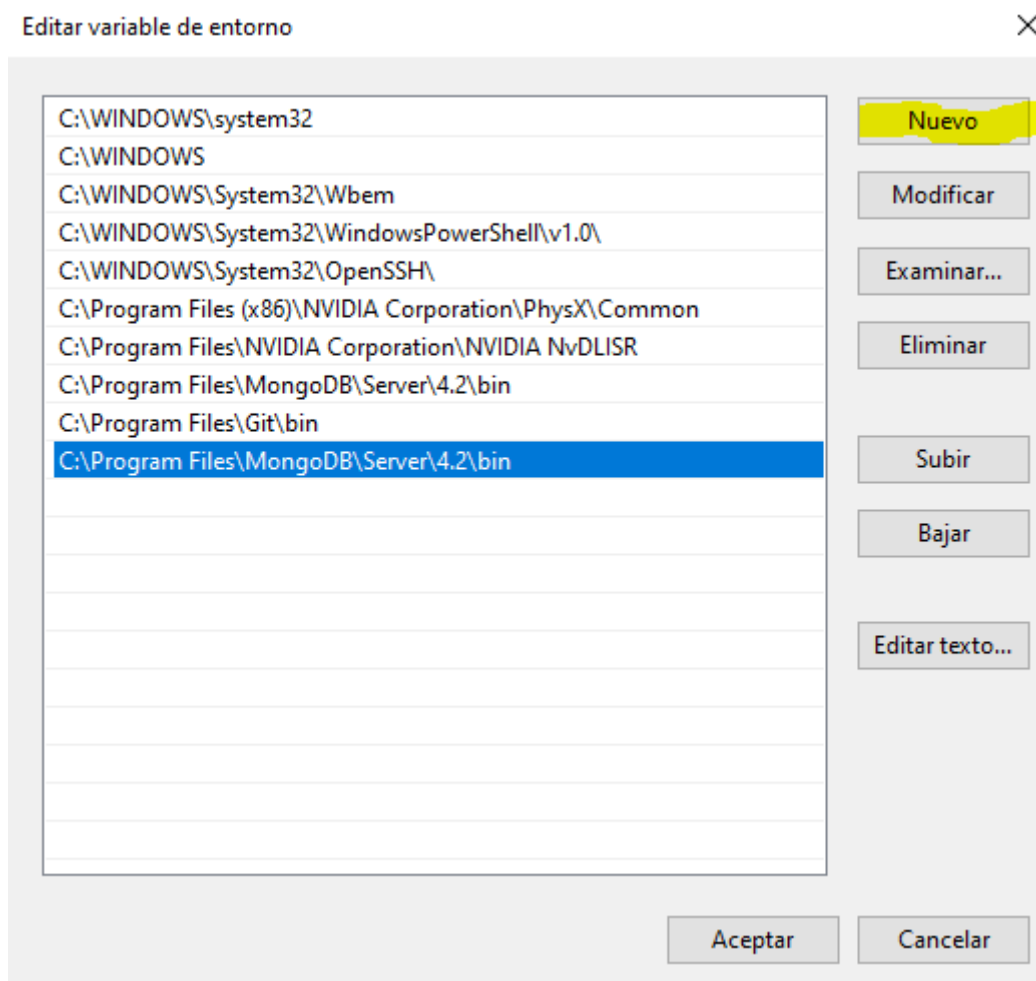 Editar variable de entorno
C:\WINDOWS\system32
C:\WINDOWS
C:\WINDOWS\System32\Wbem
C:\WINDOWS\System32\WindowsPowerShell\v1.0\
C:\WINDOWS\System32\OpenSSH\
C:\Program Files (x86)\NVIDIA Corporation\PhysX\Common
C:\Program Files\NVIDIA Corporation\NVIDIA NvDLISR
C:\Program Files\MongoDB\Server\4.2\bin
C:\Program Files\Git\bin
C:\Program Files\MongoDB\Server\4.2\bin
Nuevo
Modificar
Examinar...
Eliminar
Subir
Bajar
Editar texto...
Aceptar
Cancelar